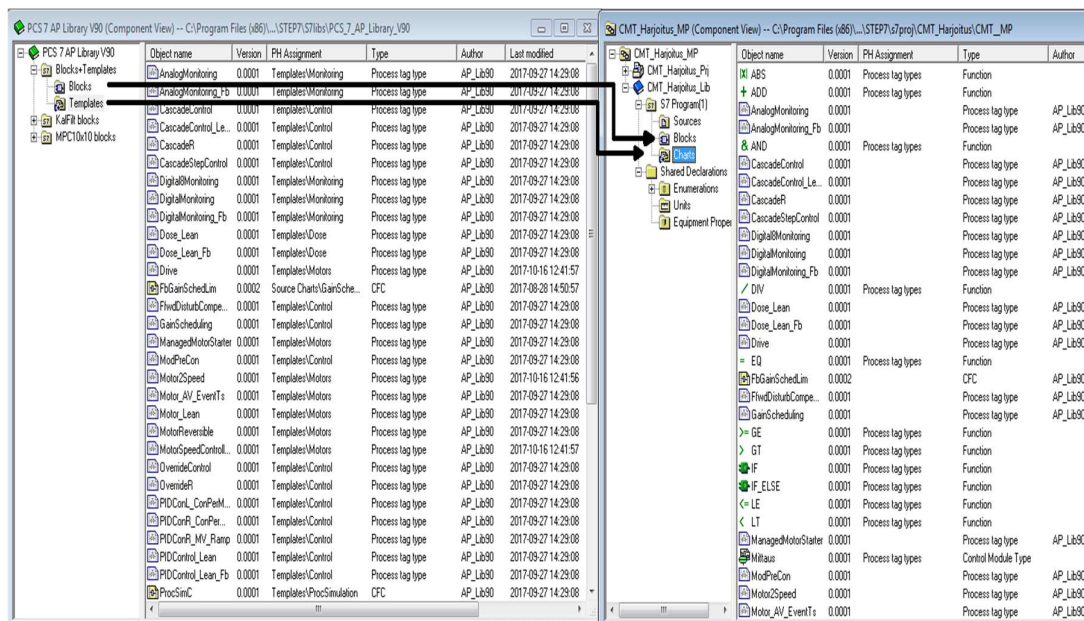 PCS 7 AP Library V90 (Component View) -- C:\Program Files (x86)\...\STEP7\S7libs\PCS_7_AP_Library_V90
PCS 7 AP Library V90
Blocks+Templates
Blocks
Templates
KalFilt blocks
MPC10x10 blocks
Object name Version PH Assignment Type Author Last modified
AnalogMonitoring 0.0001 Templates\Monitoring Process tag type AP_Lib90 2017-09-27 14:29:08
AnalogMonitoring_Fb 0.0001 Templates\Monitoring Process tag type AP_Lib90 2017-09-27 14:29:08
CascadeControl 0.0001 Templates\Control Process tag type AP_Lib90 2017-09-27 14:29:08
CascadeControl_Le... 0.0001 Templates\Control Process tag type AP_Lib90 2017-09-27 14:29:08
CascadeR 0.0001 Templates\Control Process tag type AP_Lib90 2017-09-27 14:29:08
CascadeStepControl 0.0001 Templates\Control Process tag type AP_Lib90 2017-09-27 14:29:08
Digital8Monitoring 0.0001 Templates\Monitoring Process tag type AP_Lib90 2017-09-27 14:29:08
DigitalMonitoring 0.0001 Templates\Monitoring Process tag type AP_Lib90 2017-09-27 14:29:08
DigitalMonitoring_Fb 0.0001 Templates\Monitoring Process tag type AP_Lib90 2017-09-27 14:29:08
Dose_Lean 0.0001 Templates\Dose Process tag type AP_Lib90 2017-09-27 14:29:08
Dose_Lean_Fb 0.0001 Templates\Dose Process tag type AP_Lib90 2017-09-27 14:29:08
Drive 0.0001 Templates\Motors Process tag type AP_Lib90 2017-10-16 12:41:57
FbGainSchedLim 0.0002 Source Charts\GainSche... CFC AP_Lib90 2017-08-28 14:50:57
FfwdDisturbCompe... 0.0001 Templates\Control Process tag type AP_Lib90 2017-09-27 14:29:08
GainScheduling 0.0001 Templates\Control Process tag type AP_Lib90 2017-09-27 14:29:08
ManagedMotorStarter 0.0001 Templates\Motors Process tag type AP_Lib90 2017-09-27 14:29:08
ModPreCon 0.0001 Templates\Control Process tag type AP_Lib90 2017-09-27 14:29:08
Motor2Speed 0.0001 Templates\Motors Process tag type AP_Lib90 2017-10-16 12:41:56
Motor_AV_EventTs 0.0001 Templates\Motors Process tag type AP_Lib90 2017-09-27 14:29:08
Motor_Lean 0.0001 Templates\Motors Process tag type AP_Lib90 2017-09-27 14:29:08
MotorReversible 0.0001 Templates\Motors Process tag type AP_Lib90 2017-09-27 14:29:08
MotorSpeedControll... 0.0001 Templates\Motors Process tag type AP_Lib90 2017-10-16 12:41:57
OverrideControl 0.0001 Templates\Control Process tag type AP_Lib90 2017-09-27 14:29:08
OverrideR 0.0001 Templates\Control Process tag type AP_Lib90 2017-09-27 14:29:08
PIDConL_ConPerM... 0.0001 Templates\Control Process tag type AP_Lib90 2017-09-27 14:29:08
PIDConR_ConPer... 0.0001 Templates\Control Process tag type AP_Lib90 2017-09-27 14:29:08
PIDConR_MV_Ramp 0.0001 Templates\Control Process tag type AP_Lib90 2017-09-27 14:29:08
PIDControl_Lean 0.0001 Templates\Control Process tag type AP_Lib90 2017-09-27 14:29:08
PIDControl_Lean_Fb 0.0001 Templates\Control Process tag type AP_Lib90 2017-09-27 14:29:08
ProcSimC 0.0001 Templates\ProcSimulation CFC AP_Lib90 2017-09-27 14:29:08
CMT_Harjoitus_MP (Component View) -- C:\Program Files (x86)\...\STEP7\s7proj\CMT_Harjoitus\CMT__MP
CMT_Harjoitus_MP
CMT_Harjoitus_Prj
CMT_Harjoitus_Lib
S7 Program(1)
Sources
Blocks
Charts
Shared Declarations
Enumerations
Units
Equipment Proper
Object name Version PH Assignment Type Author
ABS 0.0001 Process tag types Function
ADD 0.0001 Process tag types Function
AnalogMonitoring 0.0001 Process tag type AP_Lib90
AnalogMonitoring_Fb 0.0001 Process tag type AP_Lib90
AND 0.0001 Process tag types Function
CascadeControl 0.0001 Process tag type AP_Lib90
CascadeControl_Le... 0.0001 Process tag type AP_Lib90
CascadeR 0.0001 Process tag type AP_Lib90
CascadeStepControl 0.0001 Process tag type AP_Lib90
Digital8Monitoring 0.0001 Process tag type AP_Lib90
DigitalMonitoring 0.0001 Process tag type AP_Lib90
DigitalMonitoring_Fb 0.0001 Process tag type AP_Lib90
DIV 0.0001 Process tag types Function
Dose_Lean 0.0001 Process tag type AP_Lib90
Dose_Lean_Fb 0.0001 Process tag type AP_Lib90
Drive 0.0001 Process tag type AP_Lib90
EQ 0.0001 Process tag types Function
FbGainSchedLim 0.0002 CFC AP_Lib90
FfwdDisturbCompe... 0.0001 Process tag type AP_Lib90
GainScheduling 0.0001 Process tag type AP_Lib90
GE 0.0001 Process tag types Function
GT 0.0001 Process tag types Function
IF 0.0001 Process tag types Function
IF_ELSE 0.0001 Process tag types Function
LE 0.0001 Process tag types Function
LT 0.0001 Process tag types Function
ManagedMotorStarter 0.0001 Process tag type AP_Lib90
Mittaus 0.0001 Process tag types Control Module Type
ModPreCon 0.0001 Process tag type AP_Lib90
Motor2Speed 0.0001 Process tag type AP_Lib90
Motor_AV_EventTs 0.0001 Process tag type AP_Lib90